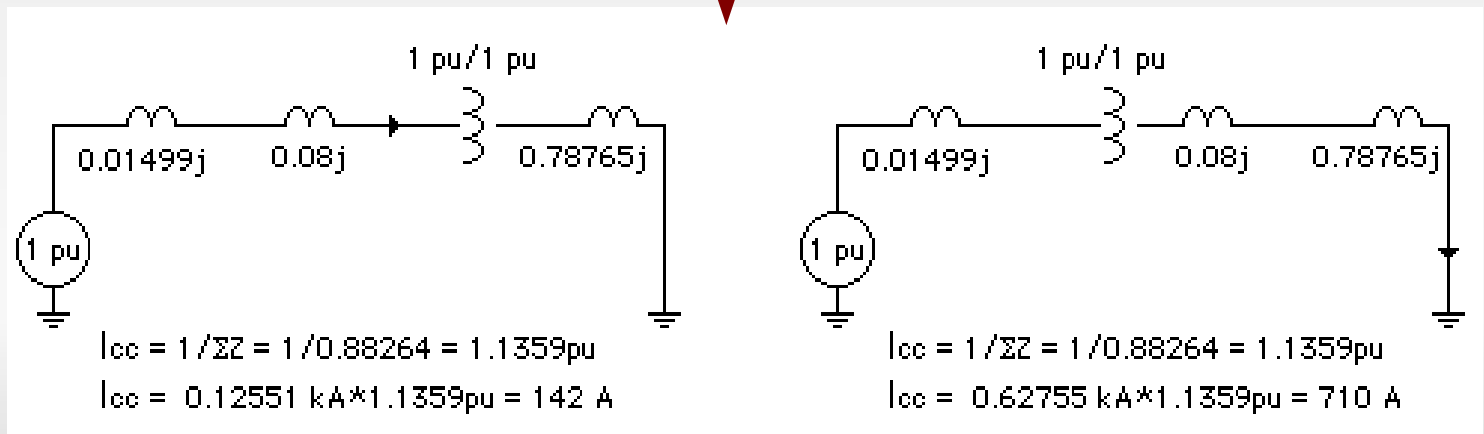 1 pu/1 pu
0.01499j 0.08j 0.78765j
1 pu
Icc = 1/ΣZ = 1/0.88264 = 1.1359pu
Icc = 0.12551 kA*1.1359pu = 142 A
1 pu/1 pu
0.01499j 0.08j 0.78765j
1 pu
Icc = 1/ΣZ = 1/0.88264 = 1.1359pu
Icc = 0.62755 kA*1.1359pu = 710 A